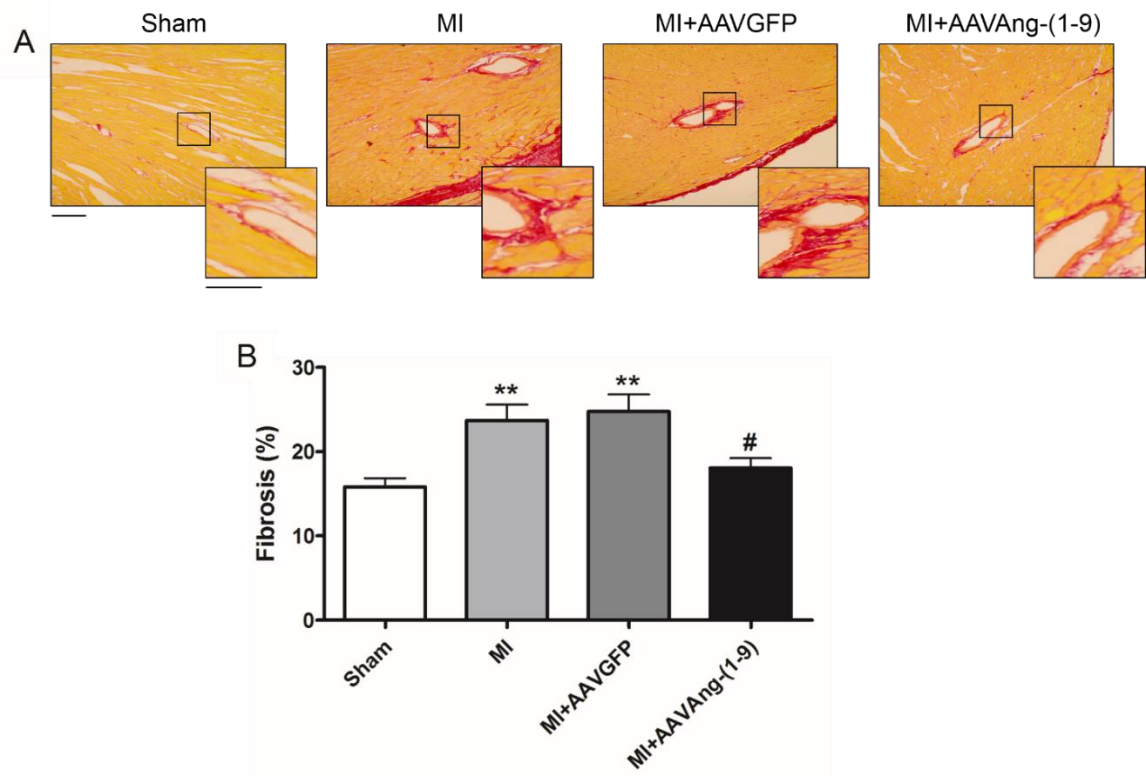 A
Sham
MI
MI+AAVGFP
MI+AAVAng-(1-9)
B
Fibrosis (%)
30
20
10
0
**
**
#
Sham
MI
MI+AAVGFP
MI+AAVAng-(1-9)